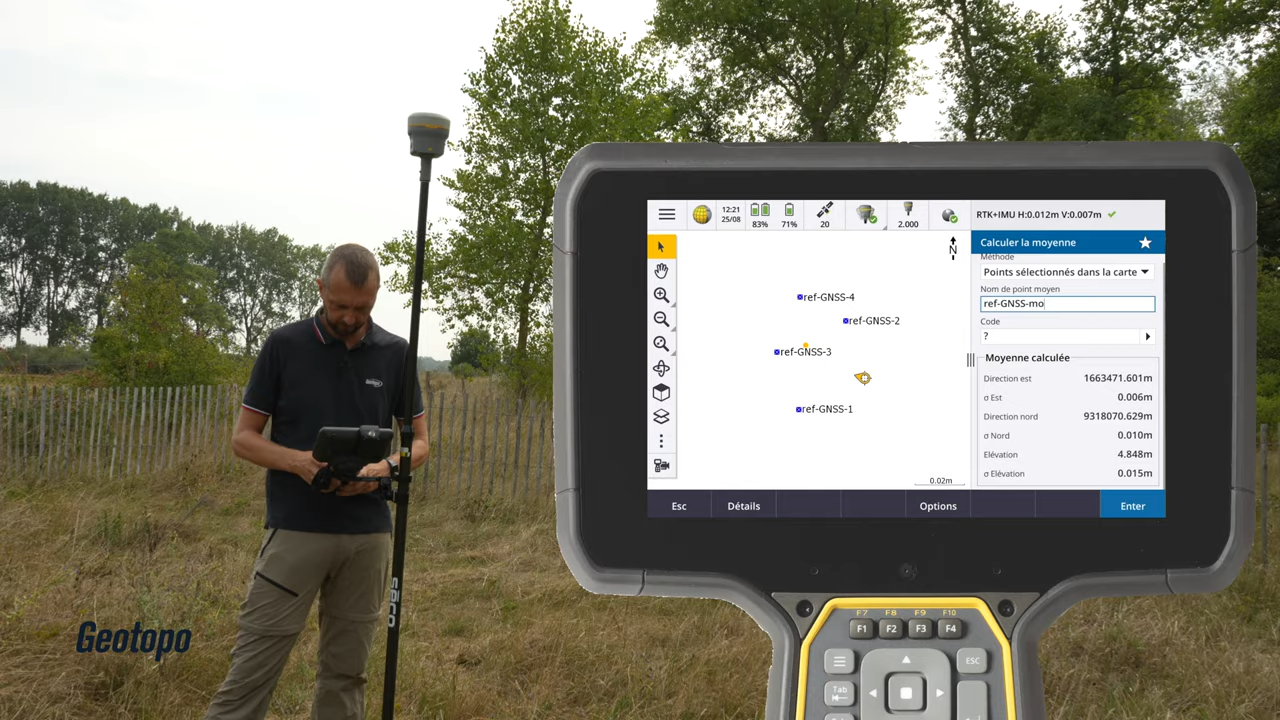 12:21
25/08
83%
71%
20
2.000
RTK+IMU H:0.012m V:0.007m
N
ref-GNSS-4
ref-GNSS-2
ref-GNSS-3
ref-GNSS-1
0.02m
Calculer la moyenne
Méthode
Points sélectionnés dans la carte
Nom de point moyen
ref-GNSS-mo
Code
?
Moyenne calculée
Direction est 1663471.601m
σ Est 0.006m
Direction nord 9318070.629m
σ Nord 0.010m
Elévation 4.848m
σ Elévation 0.015m
Esc Détails Options Enter
F7 F8 F9 F10
F1 F2 F3 F4
ESC
Tab
Geotopo
seco